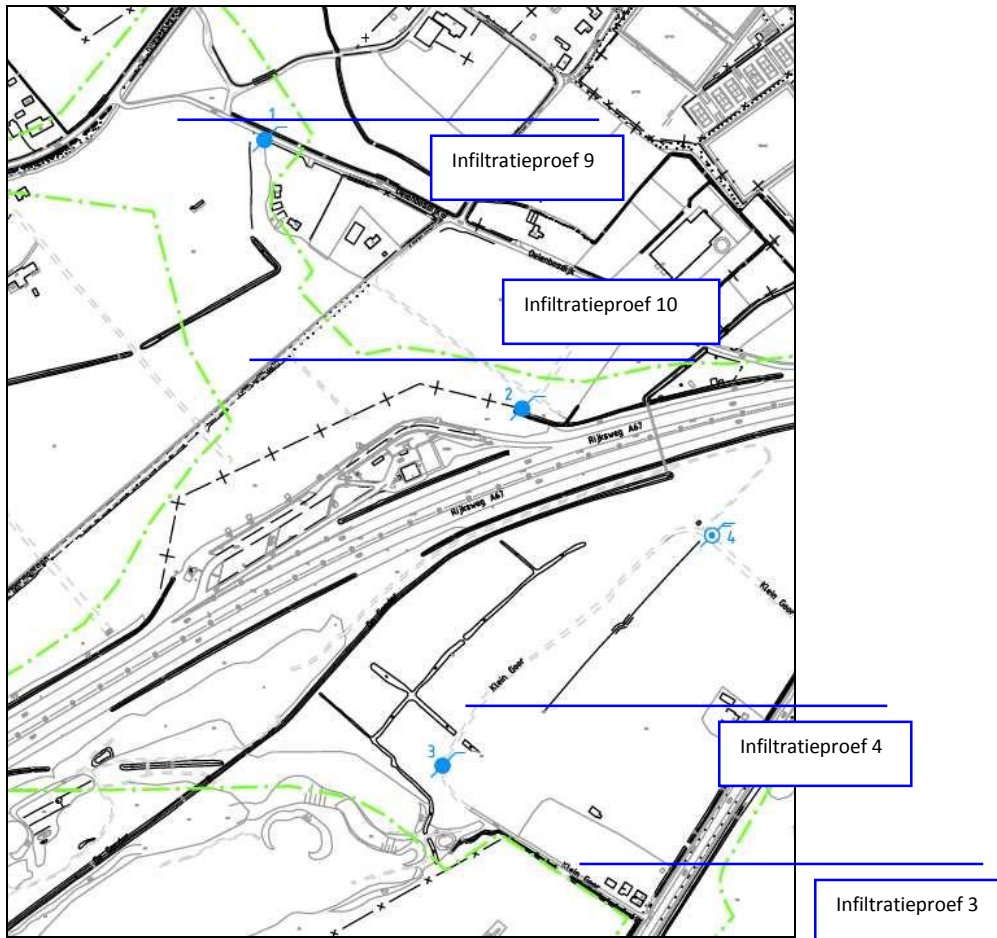 1
Infiltratieproef 9
Oelenbosdijk
Infiltratieproef 10
2
Rijksweg A67
Rijksweg A67
4
Klein Goor
Klein Goor
Infiltratieproef 4
3
Klein Goor
Infiltratieproef 3